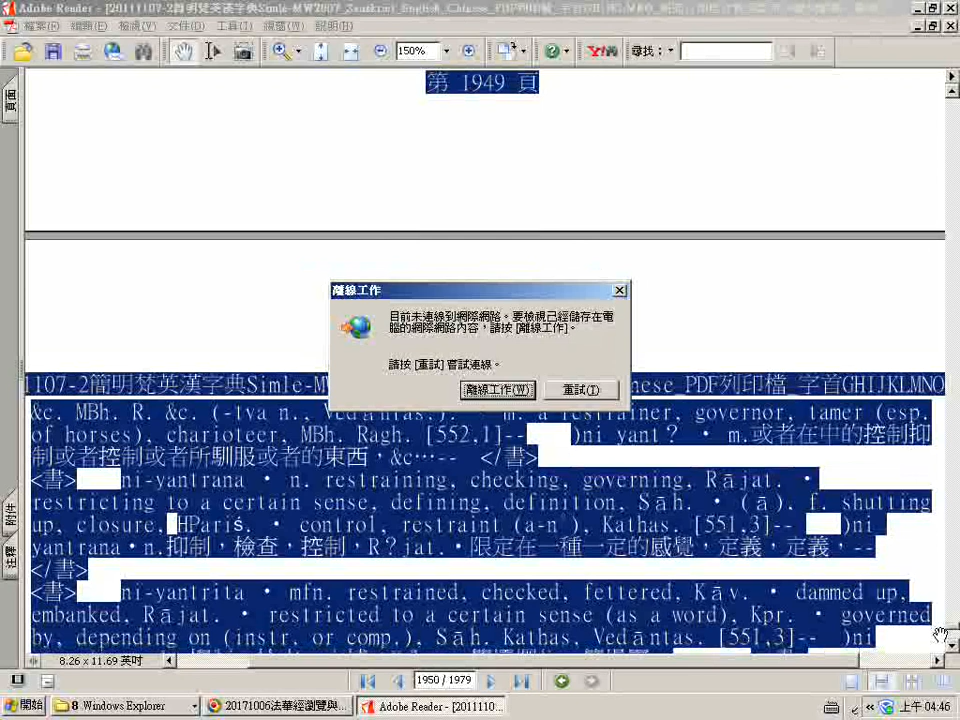 Adobe Reader - [20111107-2簡明梵英漢字典Simle-MW2007_Sanskrit_English_Chinese_PDF列印檔_字首GHIJKLMNO
檔案(F) 編輯(E) 檢視(V) 文件(D) 工具(T) 視窗(W) 說明(H)
150% Y! 尋找:
頁面
第 1949 頁
離線工作
目前未連線到網際網路。要檢視已經儲存在電
腦的網際網路內容，請按 [離線工作]。
請按 [重試] 嘗試連線。
離線工作(W) 重試(T)
1107-2簡明梵英漢字典Simle-MW nese_PDF列印檔_字首GHIJKLMNO
&c. MBh. R. &c. (-tva n., Vedāntas.). m. a restrainer, governor, tamer (esp.
of horses), charioteer, MBh. Ragh. [552,1]-- )ni yant？ • m.或者在中的控制抑
制或者控制或者所馴服或者的東西，&c…-- </書>
<書> ni-yantrana • n. restraining, checking, governing, Rājat. •
restricting to a certain sense, defining, definition, Sāh. • (ā). f. shutting
up, closure, HPariś, • control, restraint (a-n°), Kathas. [551,3]-- )ni
yantrana•n.抑制，檢查，控制，R？jat.•限定在一種一定的感覺，定義，定義，--
</書>
<書> ni-yantrita • mfn. restrained, checked, fettered, Kāv. • dammed up,
embanked, Rājat. • restricted to a certain sense (as a word), Kpr. • governed
by, depending on (instr. or comp.), Sāh. Kathas, Vedāntas. [551,3]-- )ni
附件
注釋
8.26 x 11.69 英吋
1950 / 1979
開始 8 Windows Explorer 20171006法華經瀏覽與... Adobe Reader - [2011110... 上午 04:46